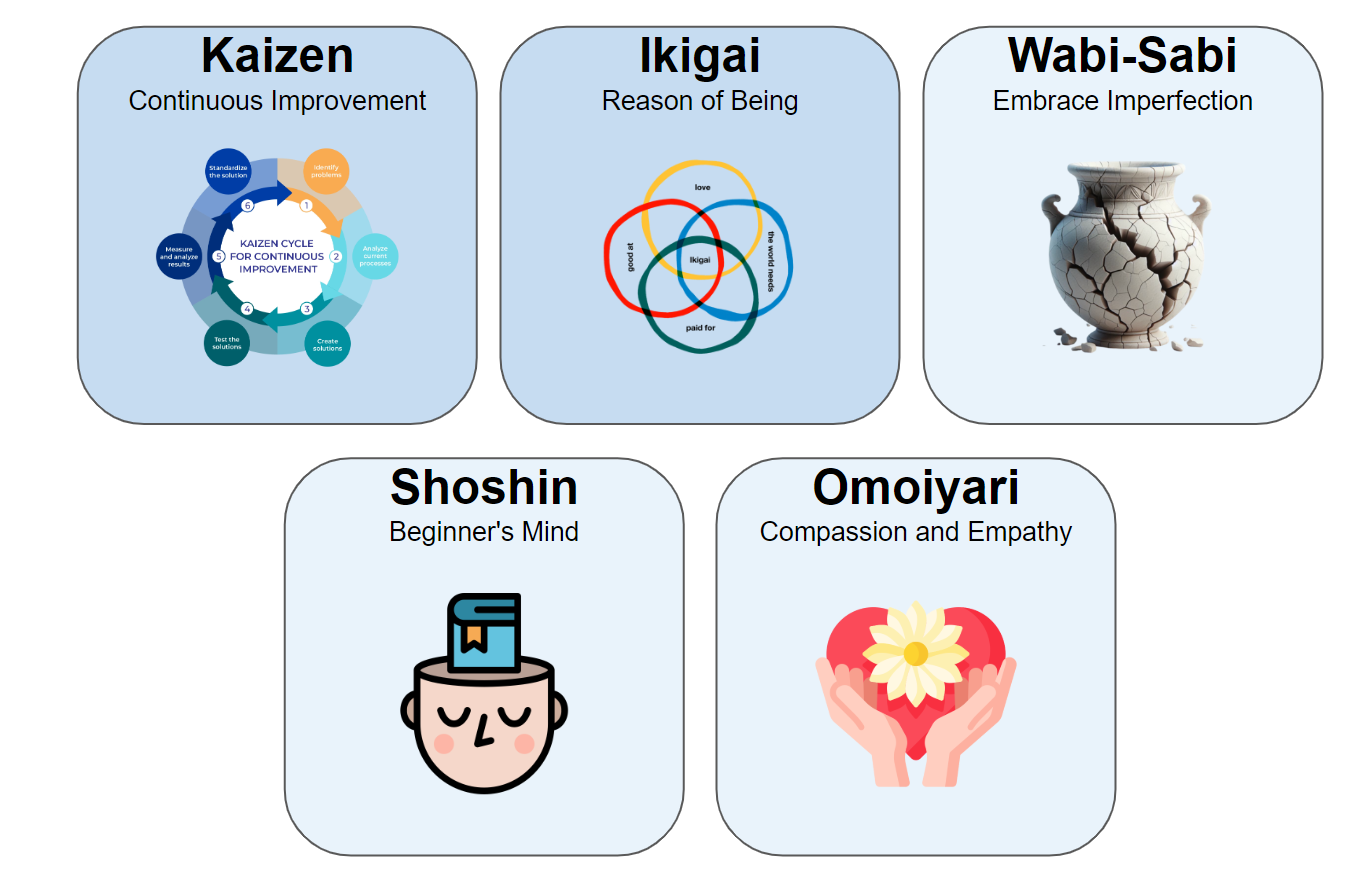 Kaizen
Continuous Improvement
Standardize
the solution
Identify
problems
6
1
Measure
and analyze
results
5
KAIZEN CYCLE
FOR CONTINUOUS
IMPROVEMENT
2
Analyze
current
processes
4
3
Test the
solutions
Create
solutions
Ikigai
Reason of Being
love
good at
Ikigai
the world needs
paid for
Wabi-Sabi
Embrace Imperfection
Shoshin
Beginner's Mind
Omoiyari
Compassion and Empathy